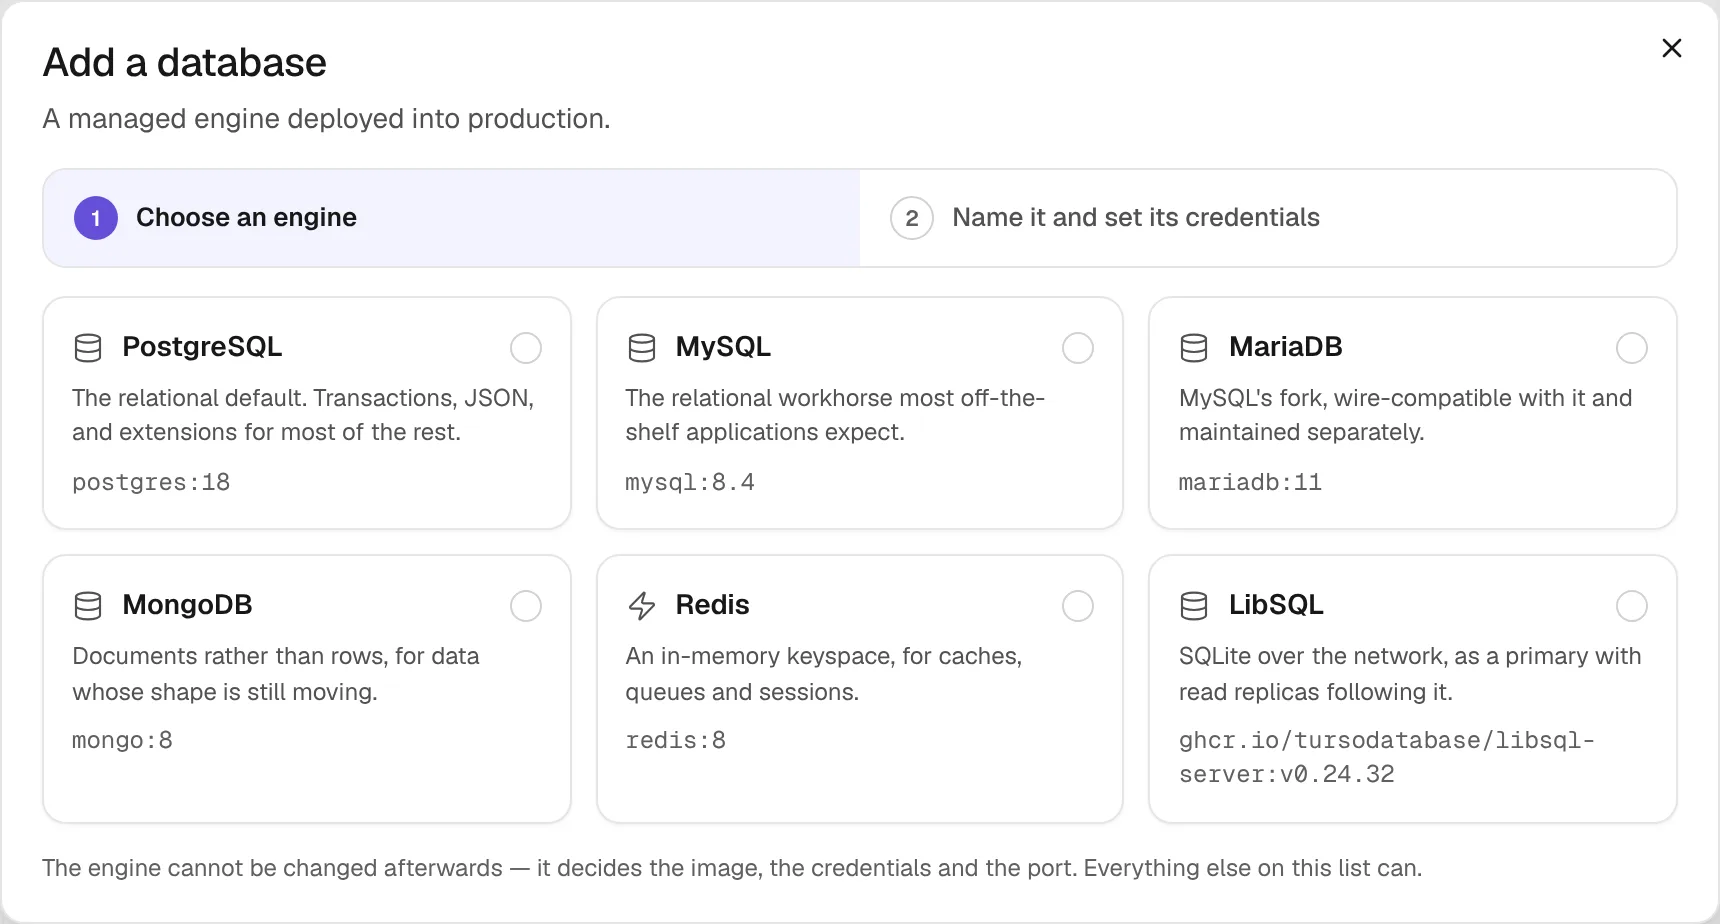 Add a database
A managed engine deployed into production.
1 Choose an engine
2 Name it and set its credentials
PostgreSQL
The relational default. Transactions, JSON,
and extensions for most of the rest.
postgres:18
MySQL
The relational workhorse most off-the-
shelf applications expect.
mysql:8.4
MariaDB
MySQL's fork, wire-compatible with it and
maintained separately.
mariadb:11
MongoDB
Documents rather than rows, for data
whose shape is still moving.
mongo:8
Redis
An in-memory keyspace, for caches,
queues and sessions.
redis:8
LibSQL
SQLite over the network, as a primary with
read replicas following it.
ghcr.io/tursodatabase/libsql-
server:v0.24.32
The engine cannot be changed afterwards — it decides the image, the credentials and the port. Everything else on this list can.